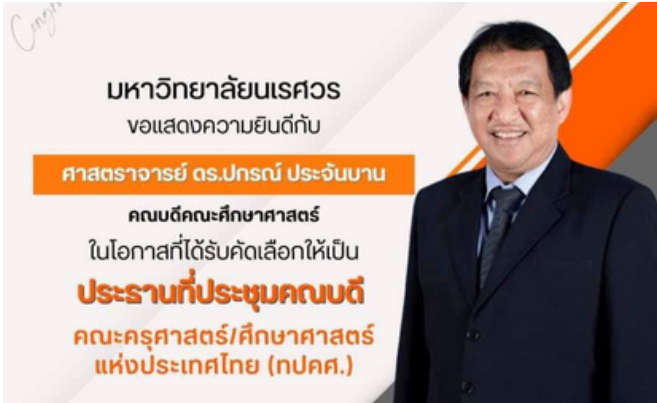 มหาวิทยาลัยนเรศวร
ขอแสดงความยินดีกับ
ศาสตราจารย์ ดร.ปกรณ์ ประจันบาน
คณบดีคณะศึกษาศาสตร์
ในโอกาสที่ได้รับคัดเลือกให้เป็น
ประธานที่ประชุมคณบดี
คณะครุศาสตร์/ศึกษาศาสตร์
แห่งประเทศไทย (ทปคศ.)